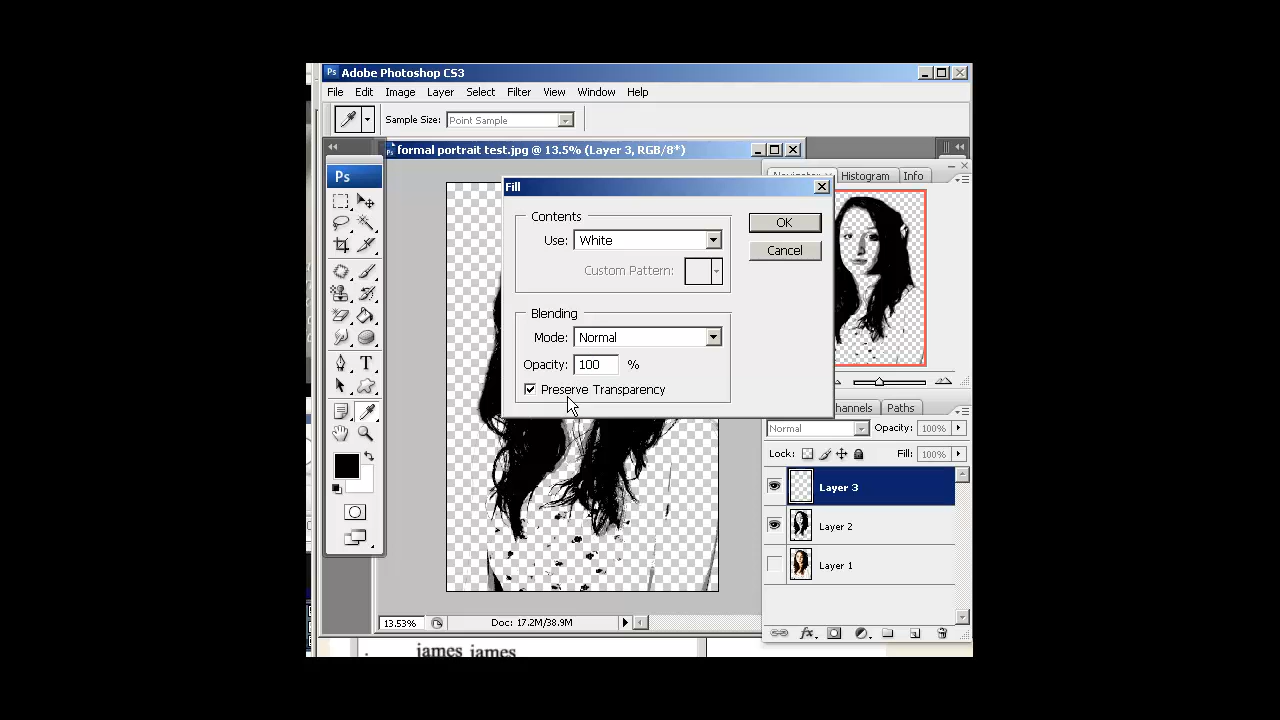 Ps Adobe Photoshop CS3
File Edit Image Layer Select Filter View Window Help
Sample Size: Point Sample
formal portrait test.jpg @ 13.5% (Layer 3, RGB/8*)
Ps
Histogram Info
Fill
Contents
Use: White
Custom Pattern:
OK
Cancel
Blending
Mode: Normal
Opacity: 100 %
Preserve Transparency
hannels Paths
Normal Opacity: 100%
Lock: Fill: 100%
T
Layer 3
Layer 2
Layer 1
fx
13.53% Doc: 17.2M/38.9M
james james